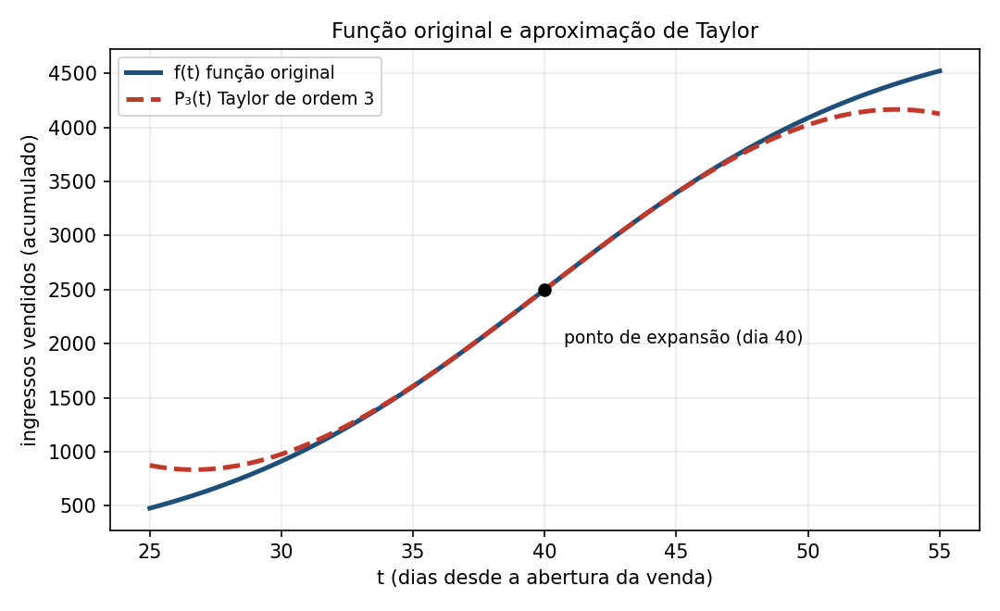 Função original e aproximação de Taylor
f(t) função original
P₃(t) Taylor de ordem 3
ingressos vendidos (acumulado)
4500
4000
3500
3000
2500
2000
1500
1000
500
ponto de expansão (dia 40)
25 30 35 40 45 50 55
t (dias desde a abertura da venda)